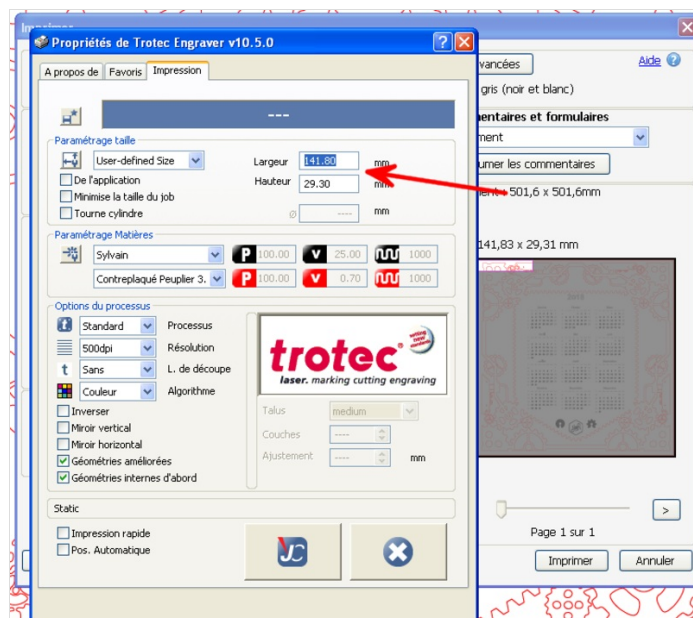 Imprimer
Propriétés de Trotec Engraver v10.5.0
A propos de
Favoris
Impression
---
Paramétrage taille
User-defined Size
Largeur 141.80 mm
De l'application
Hauteur 29.30 mm
Minimise la taille du job
Tourne cylindre
ø ---- mm
Paramétrage Matières
Sylvain
P 100.00
V 25.00
1000
Contreplaqué Peuplier 3.
P 100.00
V 0.70
1000
Options du processus
Standard Processus
500dpi Résolution
t Sans L. de découpe
Couleur Algorithme
Inverser
Miroir vertical
Miroir horizontal
Géométries améliorées
Géométries internes d'abord
trotec
setting new standards
laser. marking cutting engraving
Talus medium
Couches ----
Ajustement ---- mm
Static
Impression rapide
Pos. Automatique
JC
vancées
Aide
gris (noir et blanc)
entaires et formulaires
ment
umer les commentaires
501,6 x 501,6mm
141,83 x 29,31 mm
>
Page 1 sur 1
Imprimer
Annuler